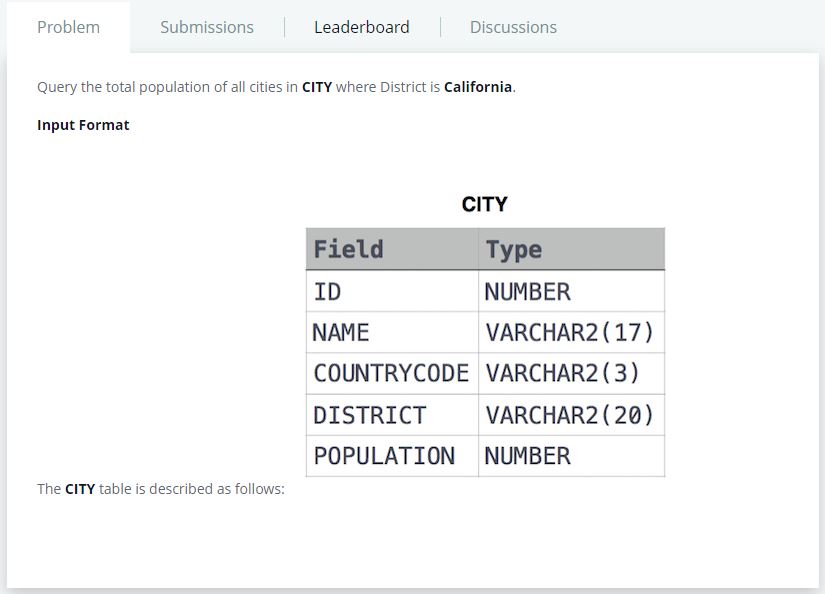 Problem Submissions Leaderboard Discussions
Query the total population of all cities in CITY where District is California.
Input Format
CITY
Field Type
ID NUMBER
NAME VARCHAR2(17)
COUNTRYCODE VARCHAR2(3)
DISTRICT VARCHAR2(20)
POPULATION NUMBER
The CITY table is described as follows: